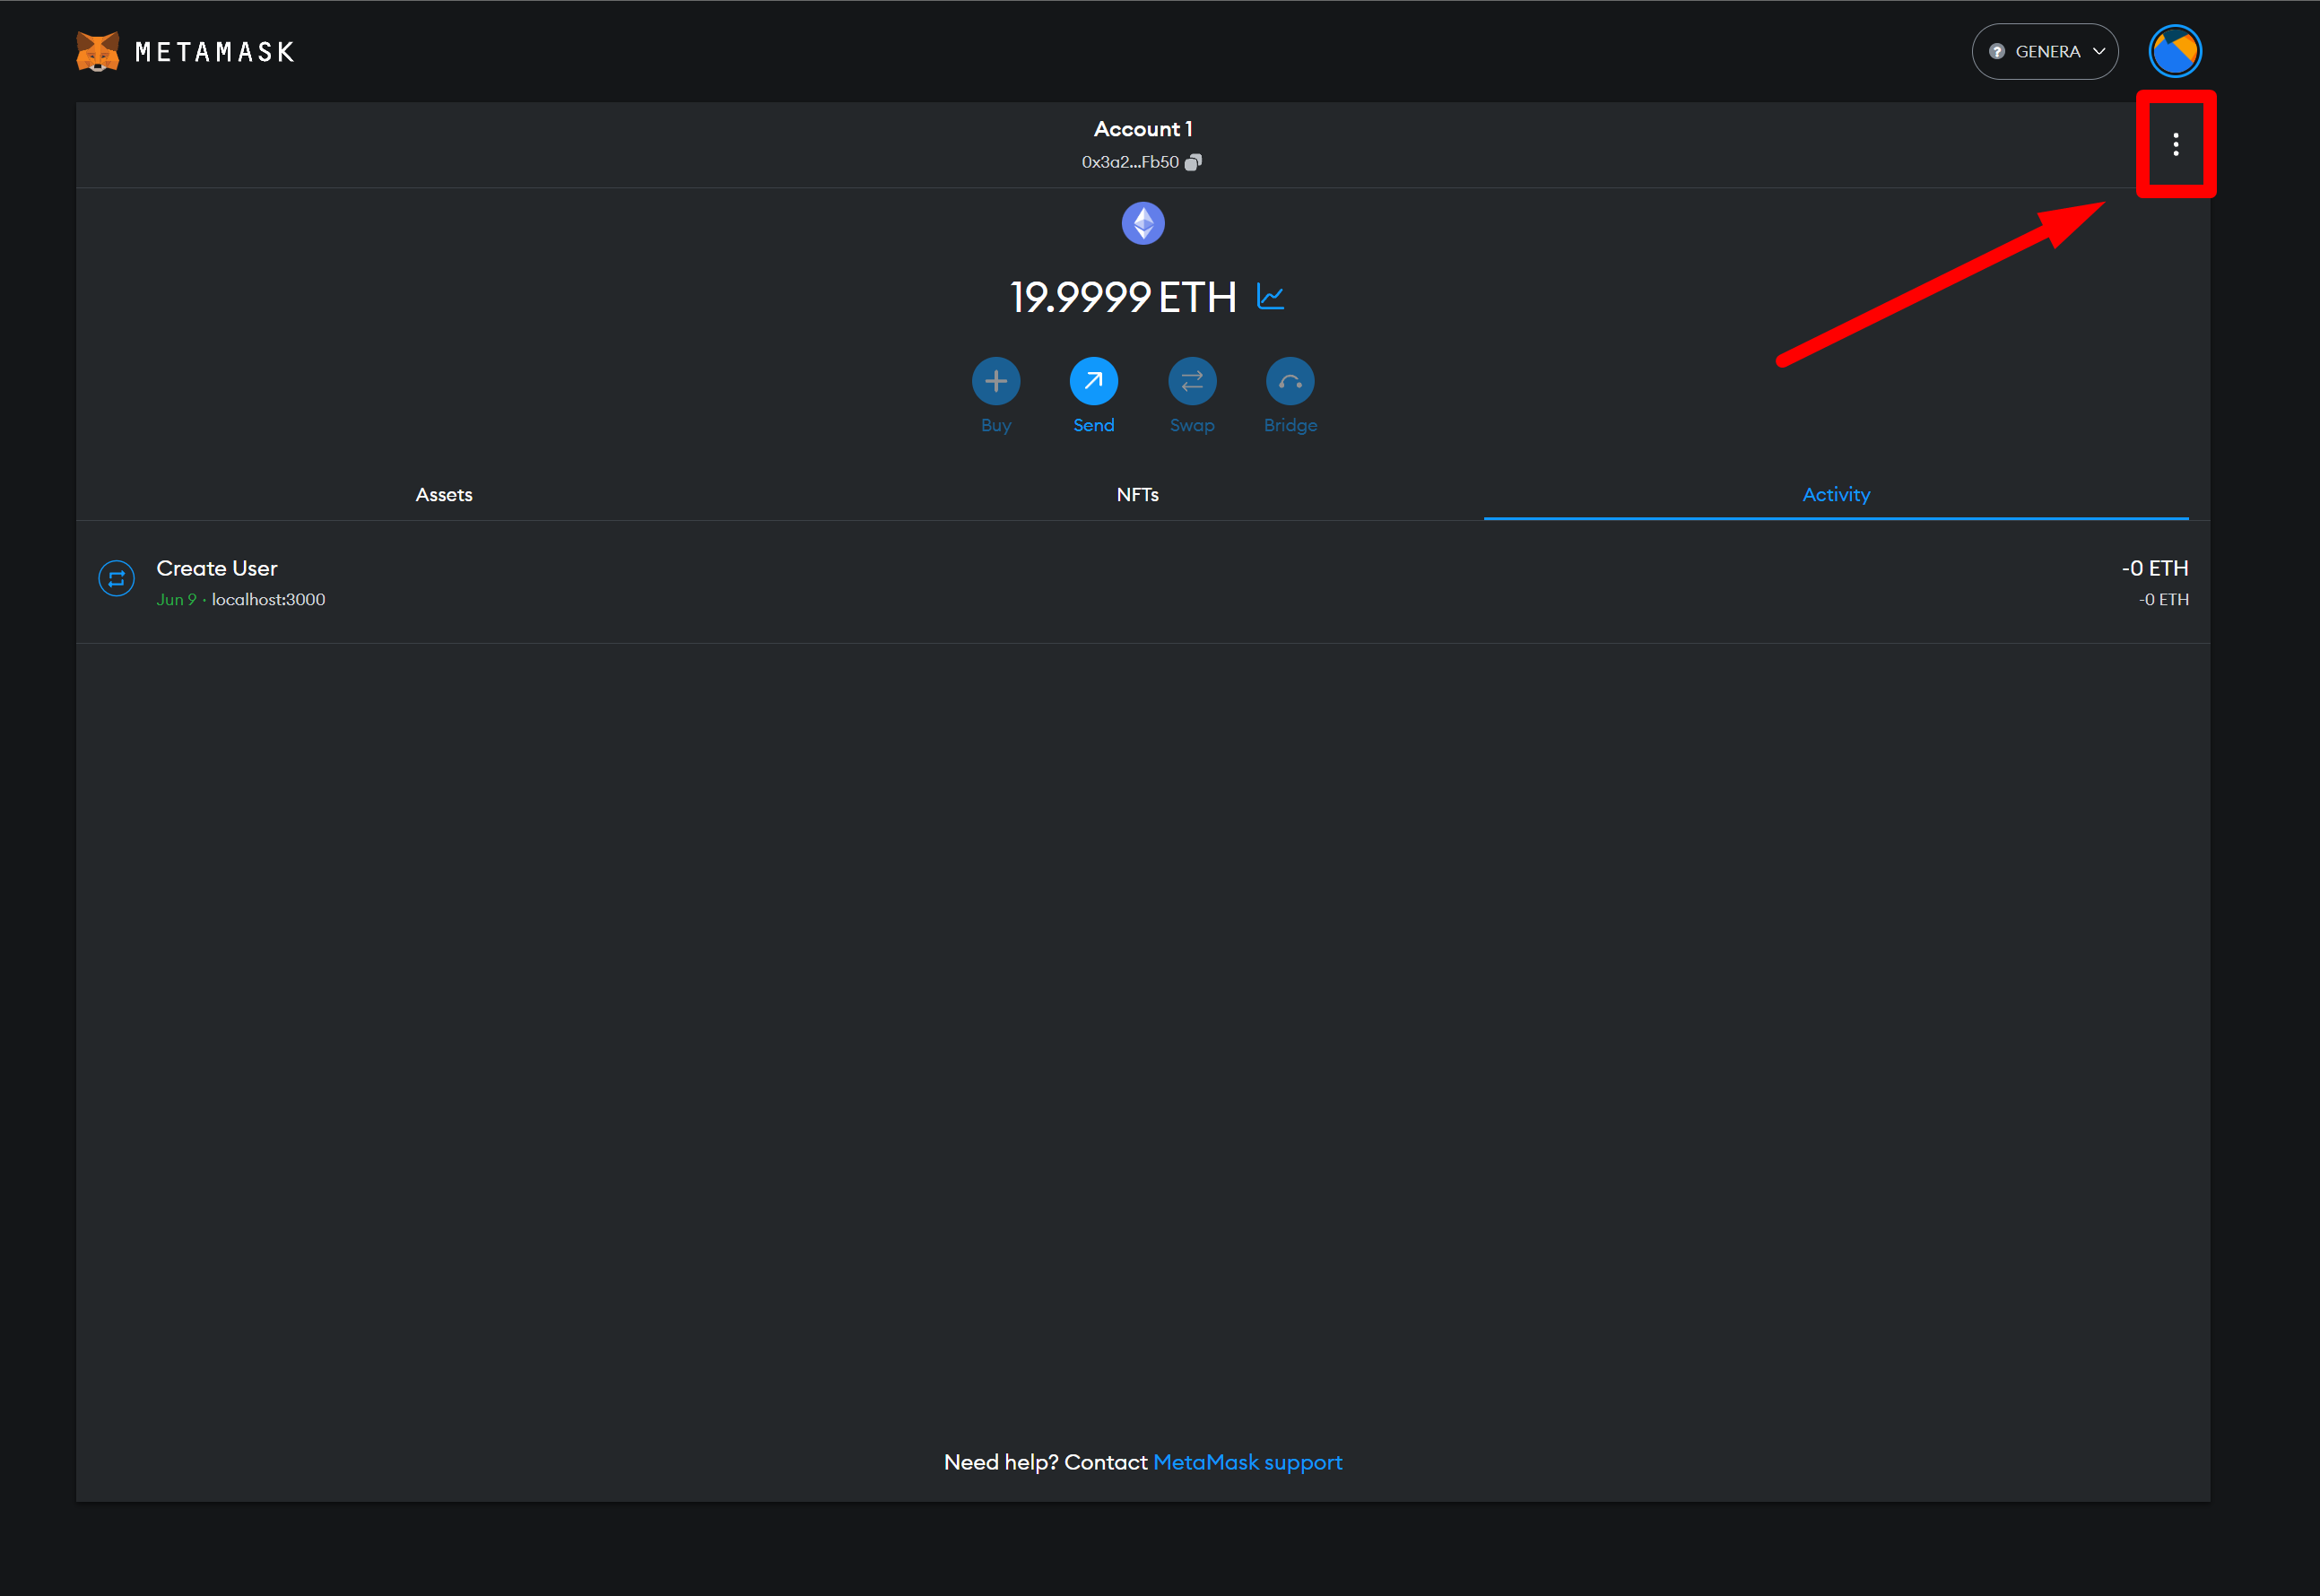 METAMASK
GENERA
Account 1
0x3a2...Fb50
19.9999 ETH
Buy
Send
Swap
Bridge
Assets
NFTs
Activity
Create User
-0 ETH
Jun 9 · localhost:3000
-0 ETH
Need help? Contact MetaMask support